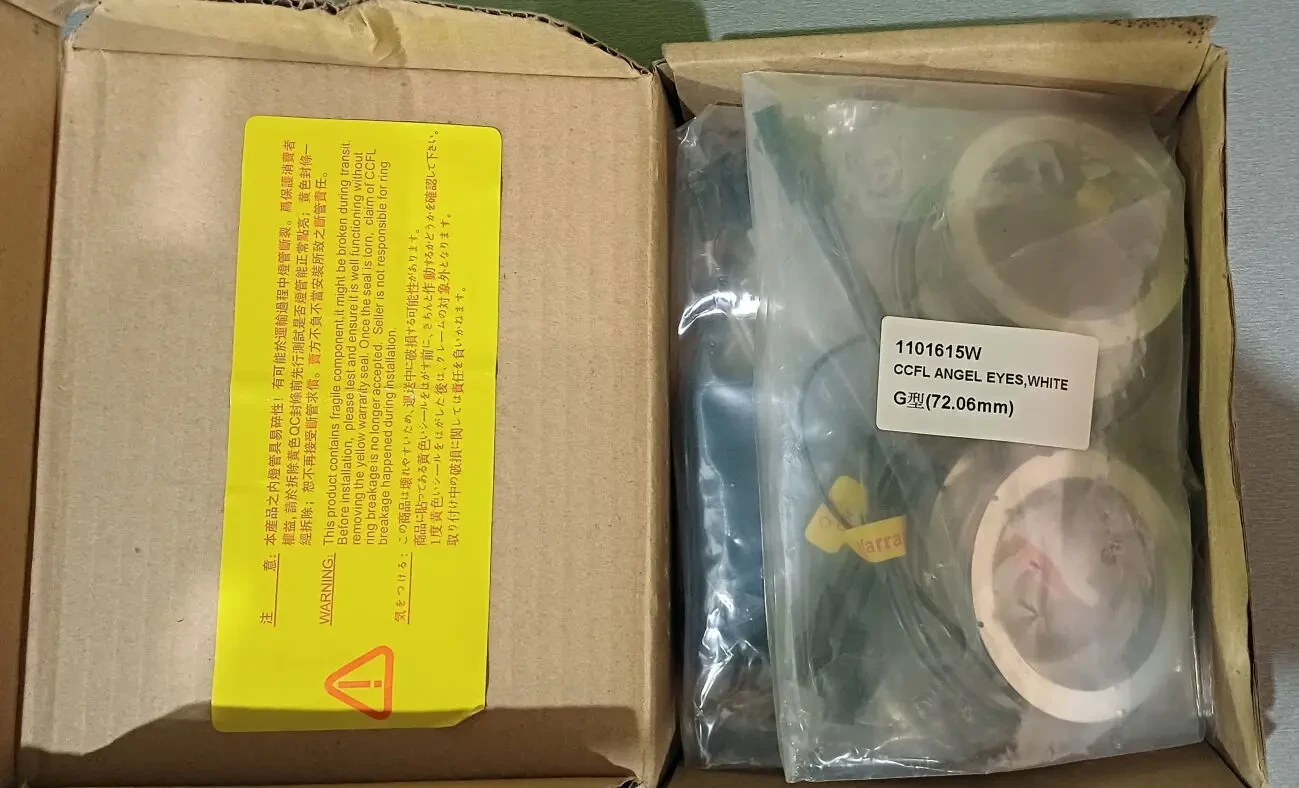 注意:
本產品之內燈管具易碎性！有可能於運輸過程中燈管斷裂。爲保護消費者
權益,請於拆除黃色QC封條前先行測試是否燈管能正常點亮；黃色封條一
經拆除；恕不再接受斷管求償。賣方不負不當安裝所致之斷管責任。
WARNING:
This product contains fragile component,it might be broken during transit.
Before installation, please test and ensure it is well functioning without
removing the yellow warranty seal. Once the seal is torn, claim of CCFL
ring breakage is no longer accepted. Seller is not responsible for ring
breakage happened during installation.
気をつける:
この商品は壊れやすいため、運送中に破損する可能性があります。
商品に貼ってある黄色いシールをはがす前に、きちんと作動するかどうかを確認して下さい。
1度黄色いシールをはがした後は、クレームの対象外となります。
取り付け中の破損に関しては責任を負いかねます。
1101615W
CCFL ANGEL EYES,WHITE
G型(72.06mm)
Warra